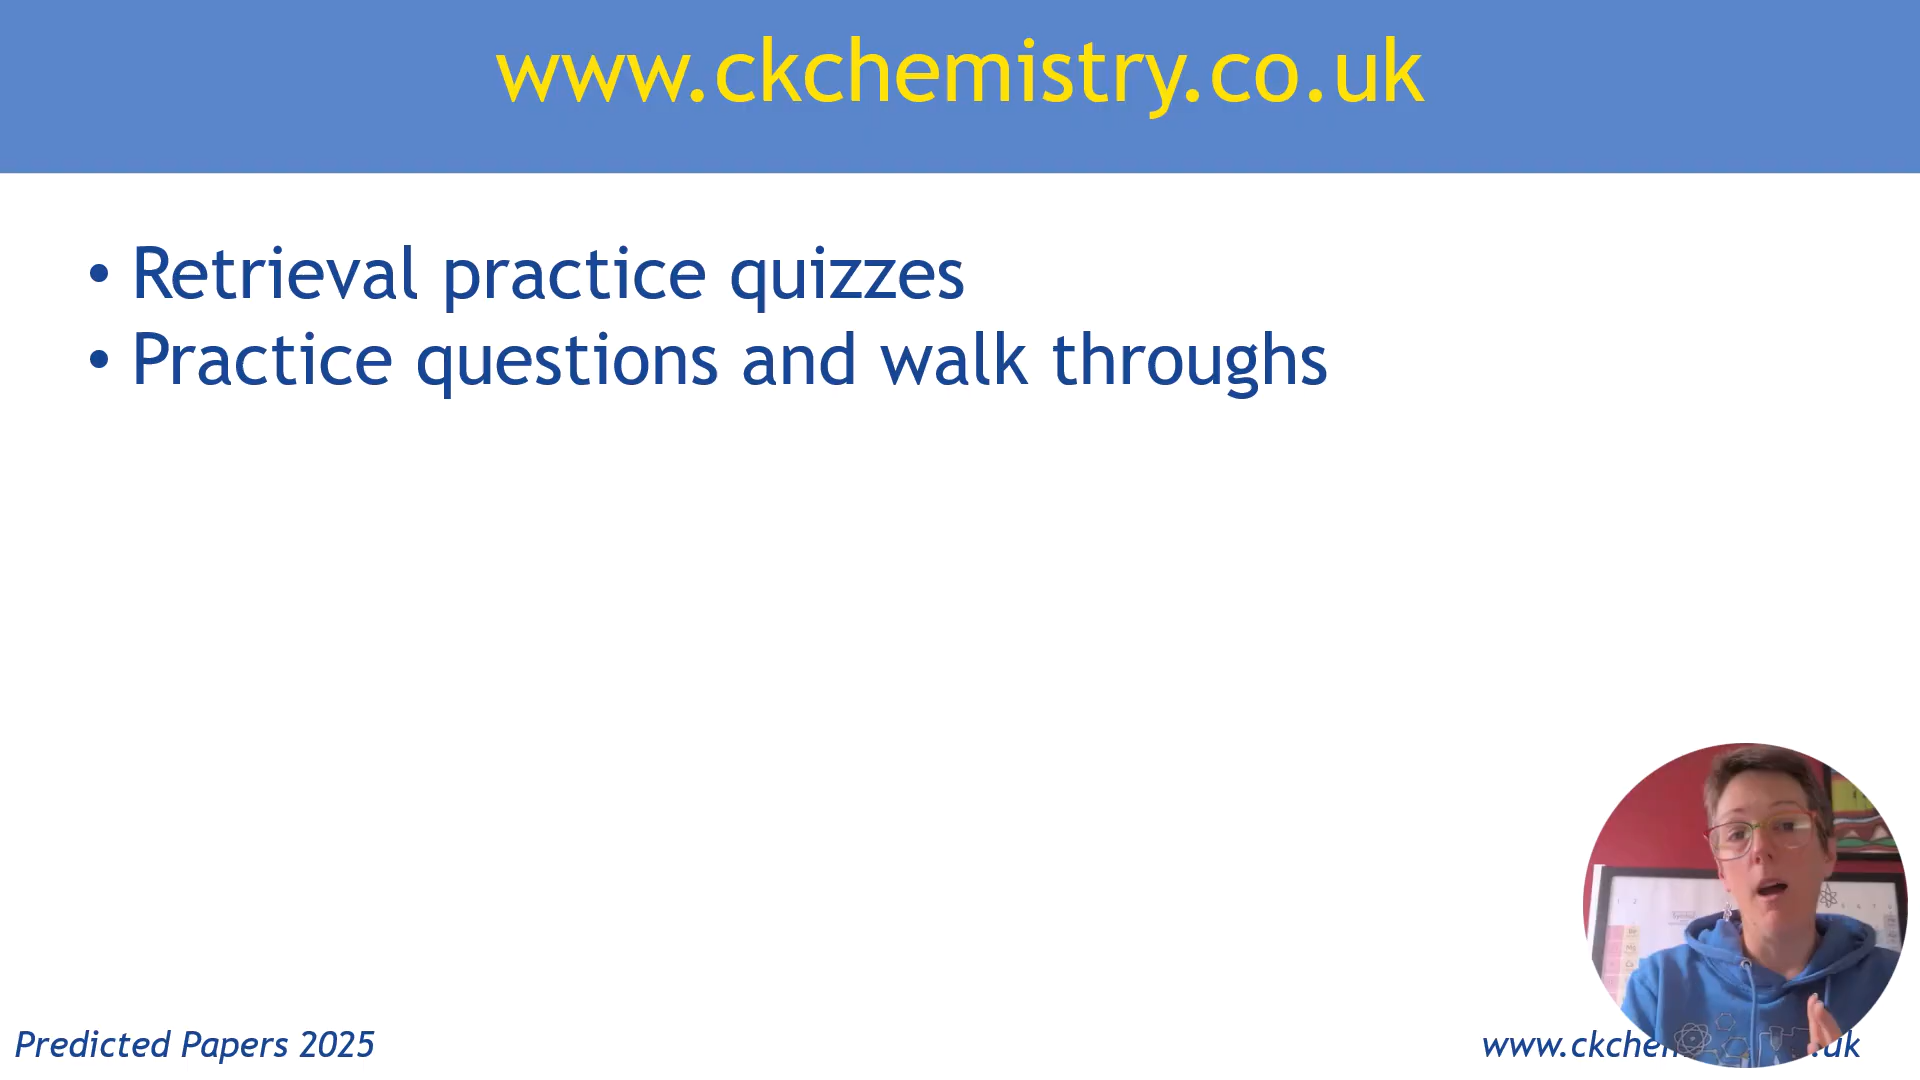 www.ckchemistry.co.uk
• Retrieval practice quizzes
• Practice questions and walk throughs
Predicted Papers 2025